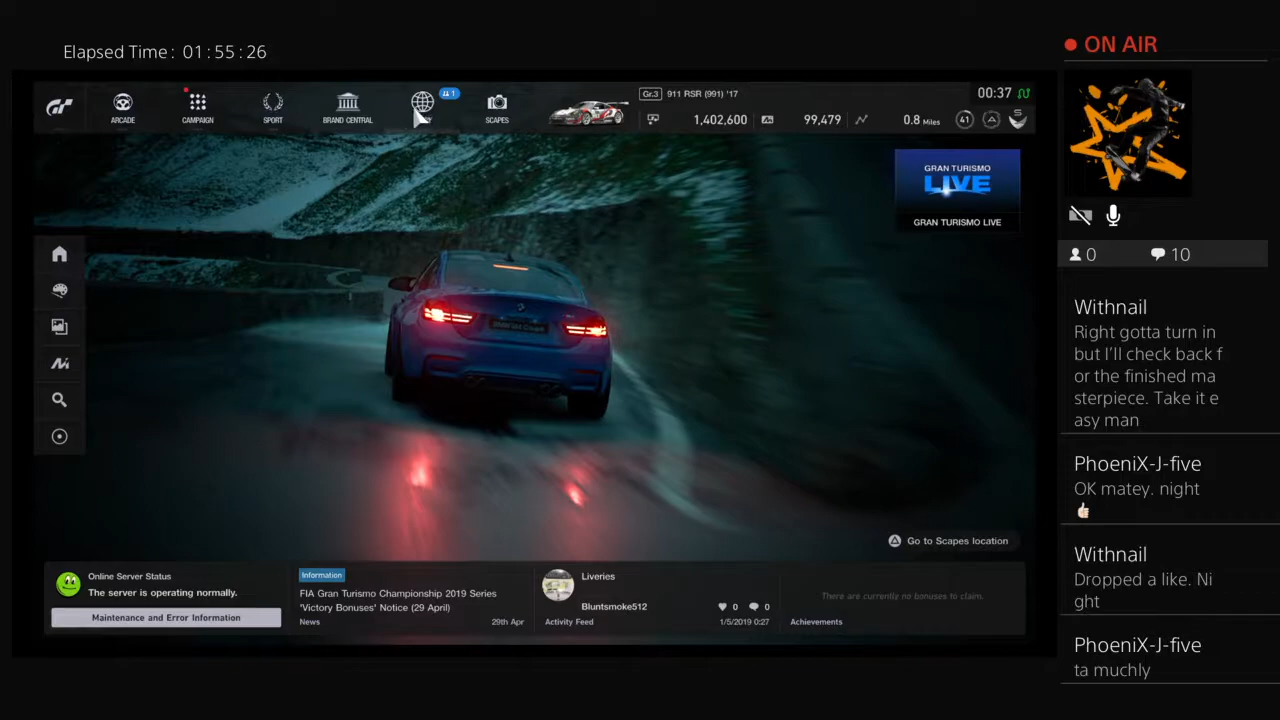 Elapsed Time: 01:55:26
ON AIR
ARCADE
CAMPAIGN
SPORT
BRAND CENTRAL
1
SCAPES
Gr.3 911 RSR (991) '17
00:37
1,402,600
99,479
0.8 Miles
41
S
GRAN TURISMO
LIVE
GRAN TURISMO LIVE
BMW M4 Coupé
Go to Scapes location
Online Server Status
The server is operating normally.
Maintenance and Error Information
Information
FIA Gran Turismo Championship 2019 Series
'Victory Bonuses' Notice (29 April)
News 29th Apr
Liveries
Bluntsmoke512
0 0
Activity Feed 1/5/2019 0:27
There are currently no bonuses to claim.
Achievements
0 10
Withnail
Right gotta turn in
but I'll check back f
or the finished ma
sterpiece. Take it e
asy man
PhoeniX-J-five
OK matey. night
👍🏻
Withnail
Dropped a like. Ni
ght
PhoeniX-J-five
ta muchly